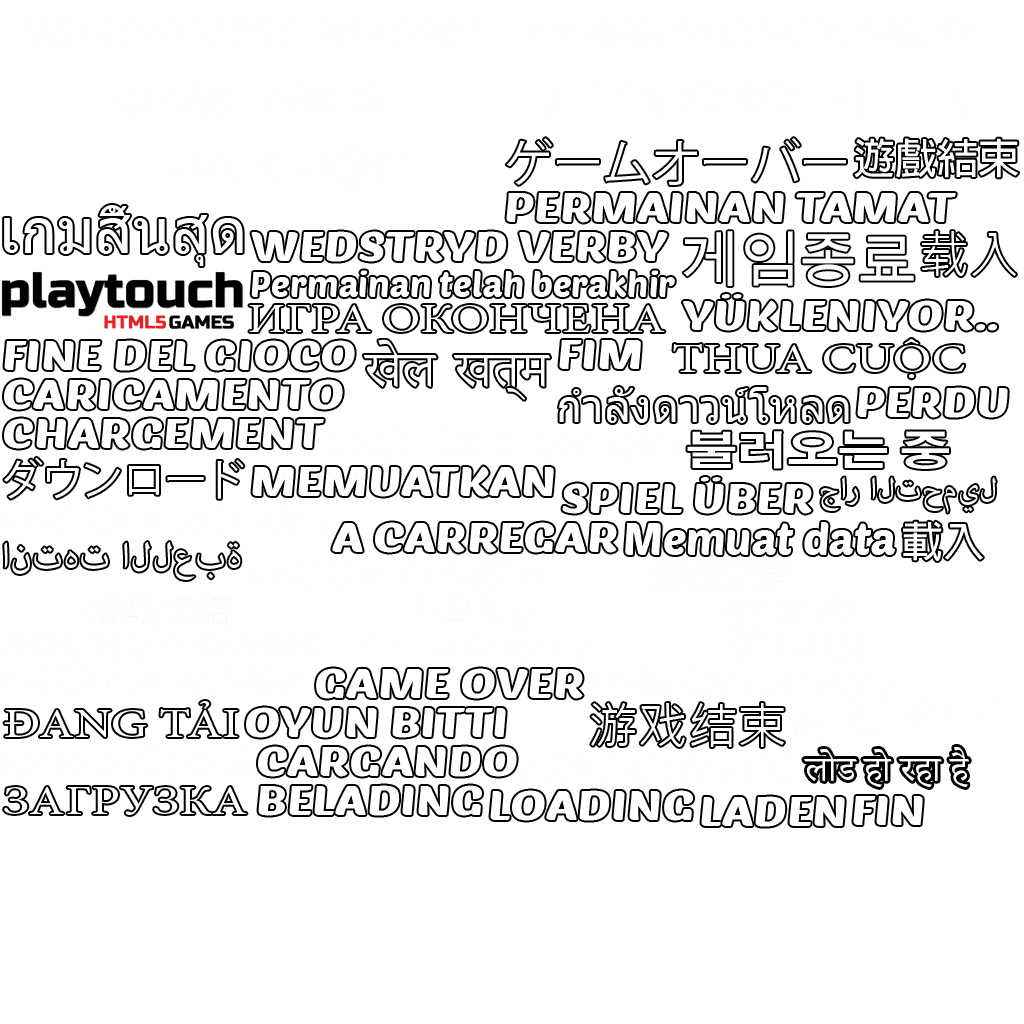 ゲームオーバー 遊戲結束
PERMAINAN TAMAT
เกมสิ้นสุด WEDSTRYD VERBY 게임종료 载入
playtouch Permainan telah berakhir
HTML5 GAMES ИГРА ОКОНЧЕНА YÜKLENIYOR..
FINE DEL GIOCO खेल खत्म FIM THUA CUỘC
CARICAMENTO กำลังดาวน์โหลด PERDU
CHARGEMENT 불러오는 중
ダウンロード MEMUATKAN SPIEL ÜBER جار التحميل
A CARREGAR Memuat data 載入
انتهت اللعبة
GAME OVER
ĐANG TẢI OYUN BITTI 游戏结束
CARGANDO लोड हो रहा है
ЗАГРУЗКА BELADING LOADING LADEN FIN